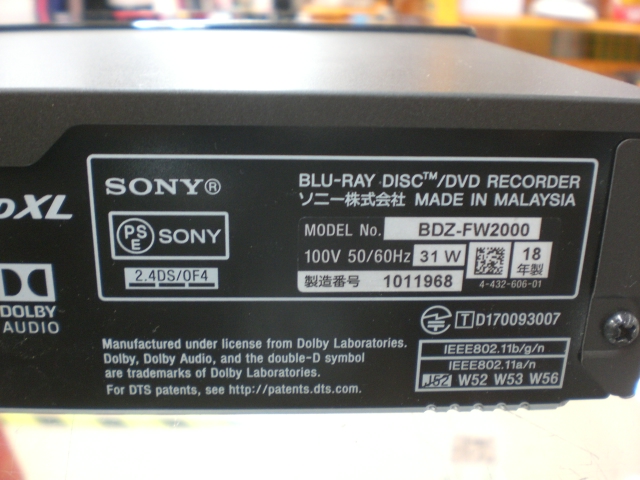 SONY®
BLU-RAY DISC™/DVD RECORDER
ソニー株式会社 MADE IN MALAYSIA
XL
PS
E
SONY
MODEL No. BDZ-FW2000
100V 50/60Hz 31 W
18
年製
2.4DS/OF4
製造番号 1011968
4-432-606-01
DOLBY
AUDIO
T D170093007
Manufactured under license from Dolby Laboratories.
Dolby, Dolby Audio, and the double-D symbol
are trademarks of Dolby Laboratories.
For DTS patents, see http://patents.dts.com.
IEEE802.11b/g/n
IEEE802.11a/n
J52 W52 W53 W56